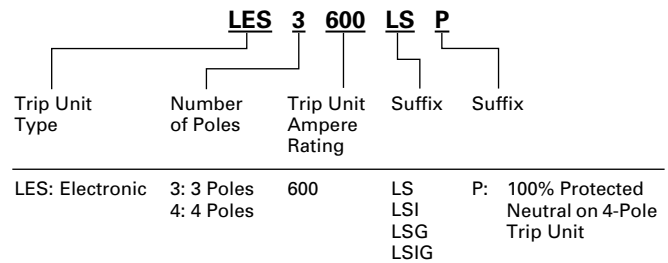 LES 3 600 LS P
Trip Unit Type
Number of Poles
Trip Unit Ampere Rating
Suffix
Suffix
LES: Electronic
3: 3 Poles
4: 4 Poles
600
LS
LSI
LSG
LSIG
P: 100% Protected
Neutral on 4-Pole
Trip Unit